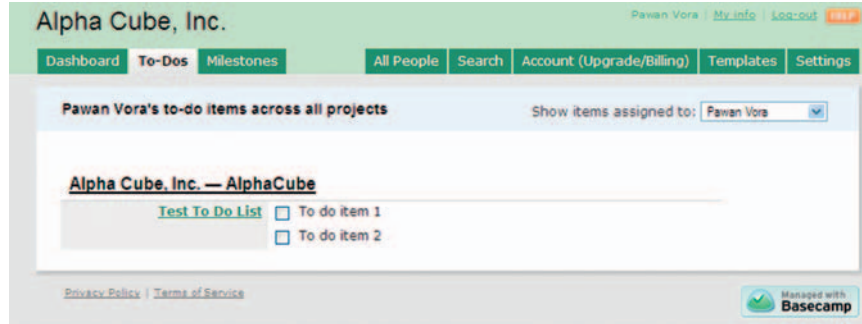 Alpha Cube, Inc.
Pawan Vora | My info | Log-out HELP
Dashboard To-Dos Milestones All People Search Account (Upgrade/Billing) Templates Settings
Pawan Vora's to-do items across all projects Show items assigned to: Pawan Vora
Alpha Cube, Inc. — AlphaCube
Test To Do List To do item 1
To do item 2
Privacy Policy | Terms of Service
Managed with
Basecamp